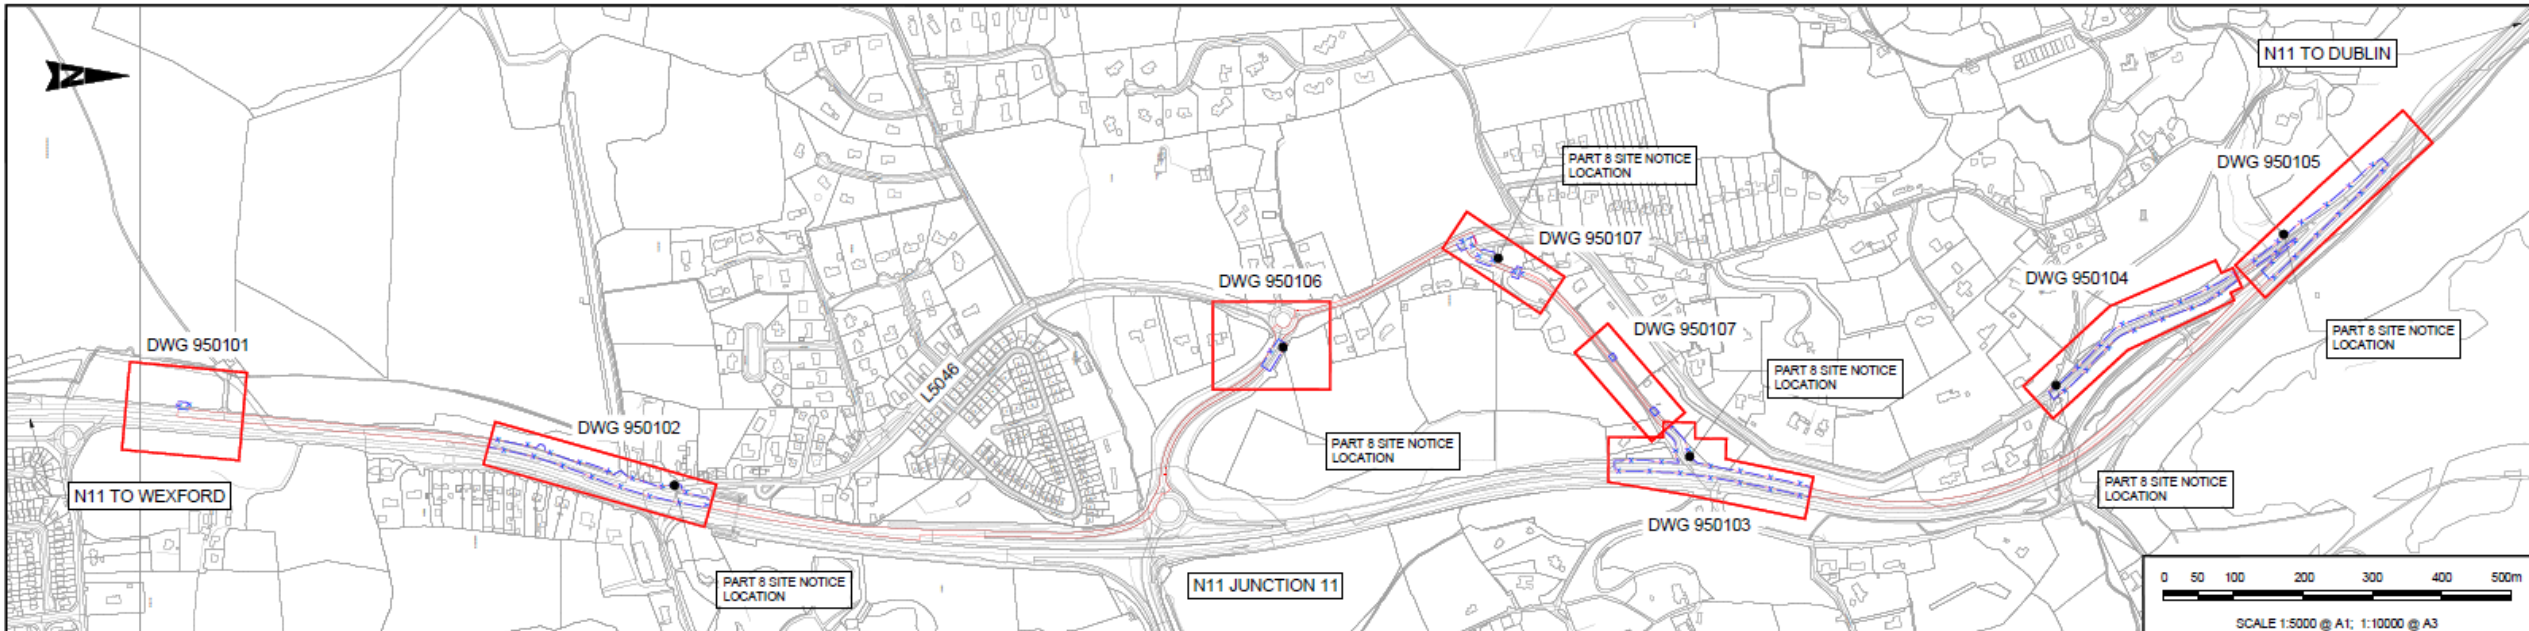 N
N11 TO DUBLIN
PART 8 SITE NOTICE
LOCATION
DWG 950105
DWG 950107
DWG 950106
DWG 950104
DWG 950107
PART 8 SITE NOTICE
LOCATION
DWG 950101
PART 8 SITE NOTICE
LOCATION
L5046
DWG 950102
PART 8 SITE NOTICE
LOCATION
N11 TO WEXFORD
PART 8 SITE NOTICE
LOCATION
DWG 950103
PART 8 SITE NOTICE
LOCATION
N11 JUNCTION 11
0 50 100 200 300 400 500m
SCALE 1:5000 @ A1; 1:10000 @ A3